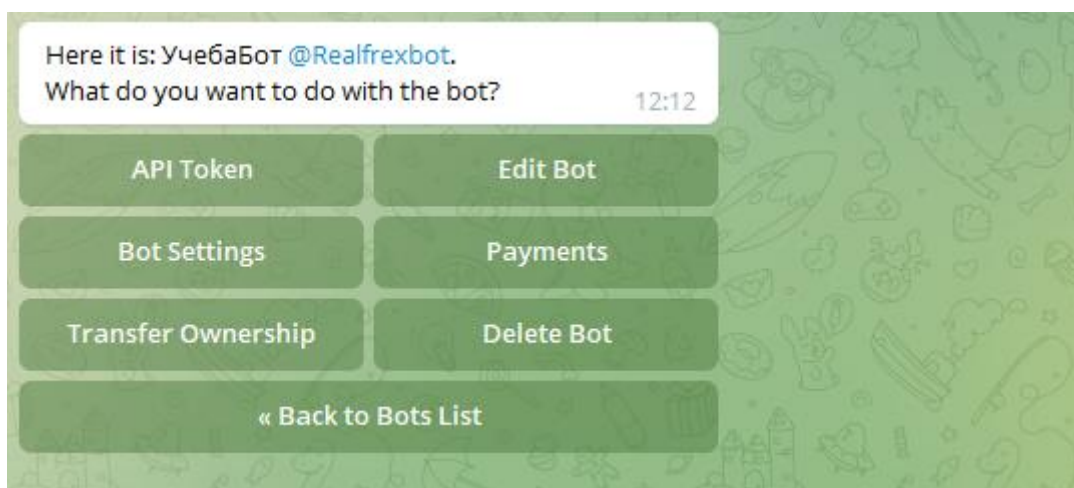 Here it is: УчебаБот @Realfrexbot.
What do you want to do with the bot?
12:12
API Token
Edit Bot
Bot Settings
Payments
Transfer Ownership
Delete Bot
« Back to Bots List